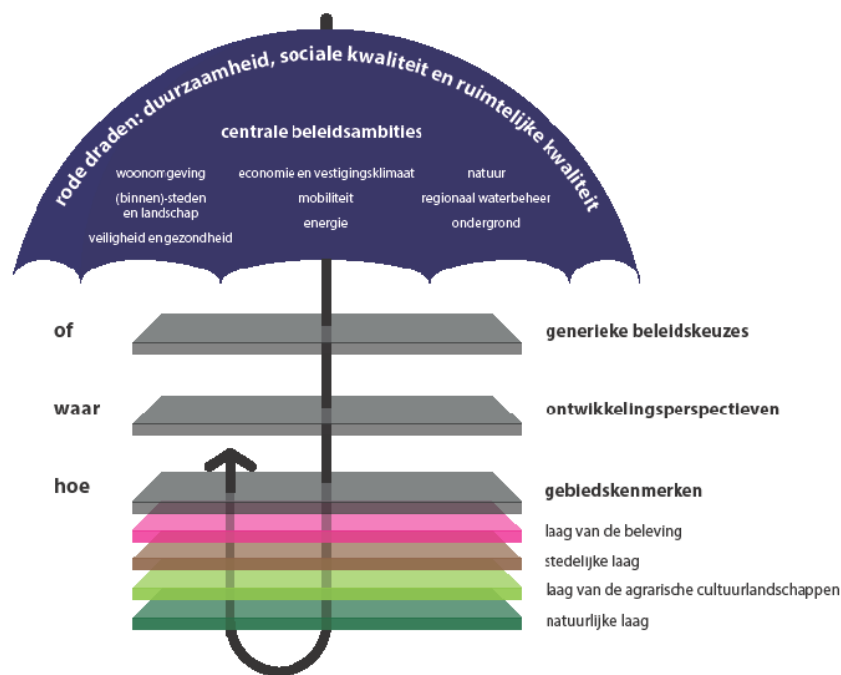 rode draden: duurzaamheid, sociale kwaliteit en ruimtelijke kwaliteit
centrale beleidsambities
woonomgeving
(binnen)-steden
en landschap
veiligheid en gezondheid
economie en vestigingsklimaat
mobiliteit
energie
natuur
regionaal waterbeheer
ondergrond
of
generieke beleidskeuzes
waar
ontwikkelingsperspectieven
hoe
gebiedskenmerken
laag van de beleving
stedelijke laag
laag van de agrarische cultuurlandschappen
natuurlijke laag